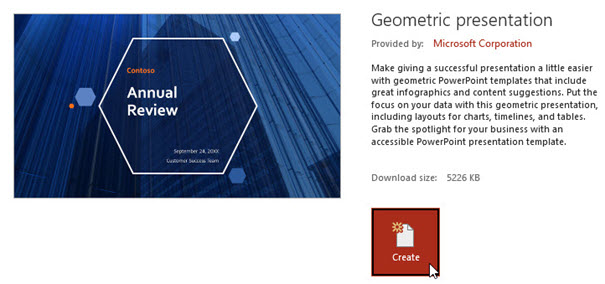 Geometric presentation
Provided by: Microsoft Corporation
Make giving a successful presentation a little easier
with geometric PowerPoint templates that include
great infographics and content suggestions. Put the
focus on your data with this geometric presentation,
including layouts for charts, timelines, and tables.
Grab the spotlight for your business with an
accessible PowerPoint presentation template.
Download size: 5226 KB
Create
Contoso
Annual
Review
September 24, 20XX
Customer Success Team